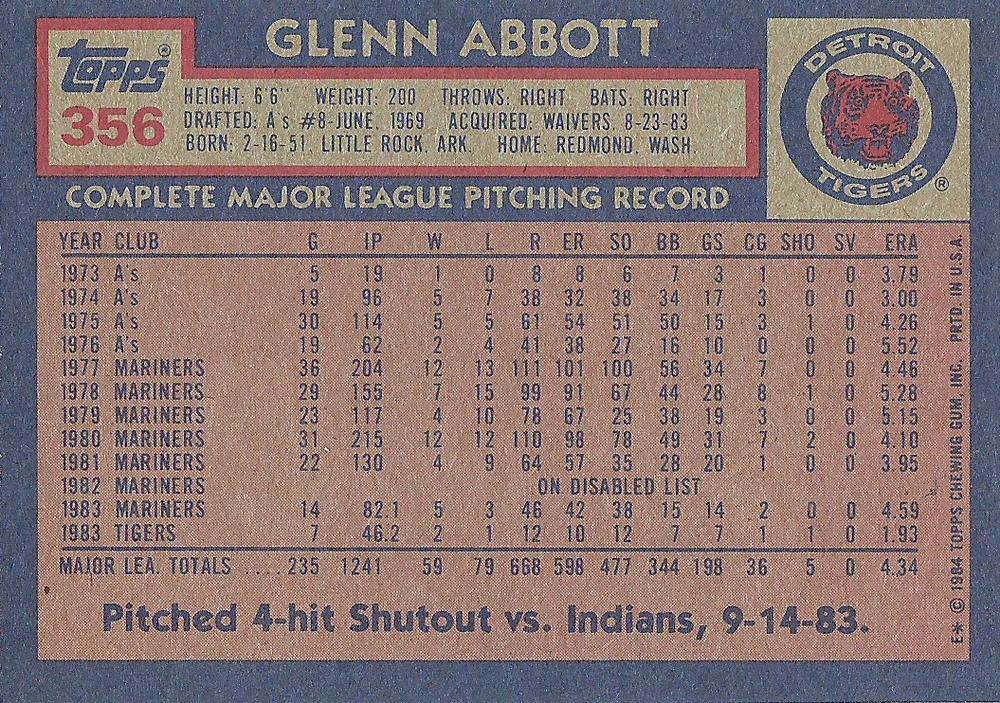 GLENN ABBOTT
Topps®
356
HEIGHT: 6'6" WEIGHT: 200 THROWS: RIGHT BATS: RIGHT
DRAFTED: A's #8-JUNE, 1969 ACQUIRED: WAIVERS, 8-23-83
BORN: 2-16-51, LITTLE ROCK, ARK. HOME: REDMOND, WASH.
DETROIT
TIGERS®
COMPLETE MAJOR LEAGUE PITCHING RECORD
YEAR CLUB G IP W L R ER SO BB GS CG SHO SV ERA
1973 A's 5 19 1 0 8 8 6 7 3 1 0 0 3.79
1974 A's 19 96 5 7 38 32 38 34 17 3 0 0 3.00
1975 A's 30 114 5 5 61 54 51 50 15 3 1 0 4.26
1976 A's 19 62 2 4 41 38 27 16 10 0 0 0 5.52
1977 MARINERS 36 204 12 13 111 101 100 56 34 7 0 0 4.46
1978 MARINERS 29 155 7 15 99 91 67 44 28 8 1 0 5.28
1979 MARINERS 23 117 4 10 78 67 25 38 19 3 0 0 5.15
1980 MARINERS 31 215 12 12 110 98 78 49 31 7 2 0 4.10
1981 MARINERS 22 130 4 9 64 57 35 28 20 1 0 0 3.95
1982 MARINERS ON DISABLED LIST
1983 MARINERS 14 82.1 5 3 46 42 38 15 14 2 0 0 4.59
1983 TIGERS 7 46.2 2 1 12 10 12 7 7 1 1 0 1.93
MAJOR LEA. TOTALS ....235 1241 59 79 668 598 477 344 198 36 5 0 4.34
Pitched 4-hit Shutout vs. Indians, 9-14-83.
E* © 1984 TOPPS CHEWING GUM, INC. PRTD. IN U.S.A.